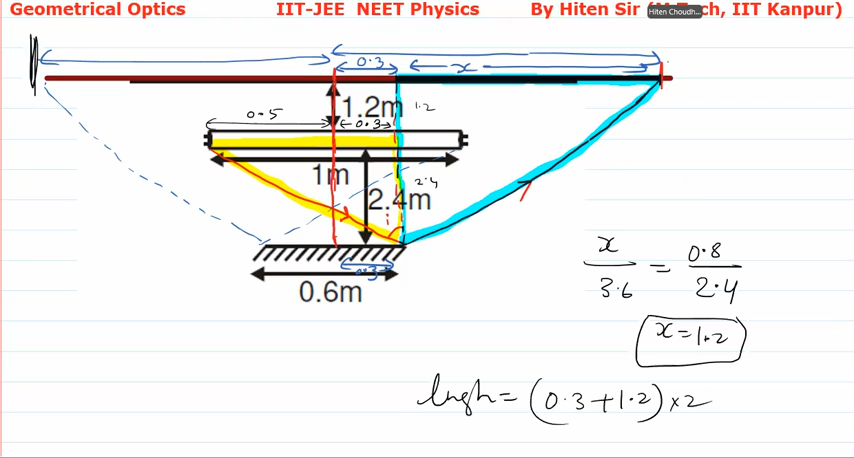 Geometrical Optics
IIT-JEE NEET Physics
By Hiten Sir (M.Tech, IIT Kanpur)
Hiten Choudh...
0.3
x
0.5
1.2m
1.2
0.3
1m
2.4
2.4m
i
0.3
0.6m
x/3.6 = 0.8/2.4
x = 1.2
lngh = (0.3 + 1.2) × 2